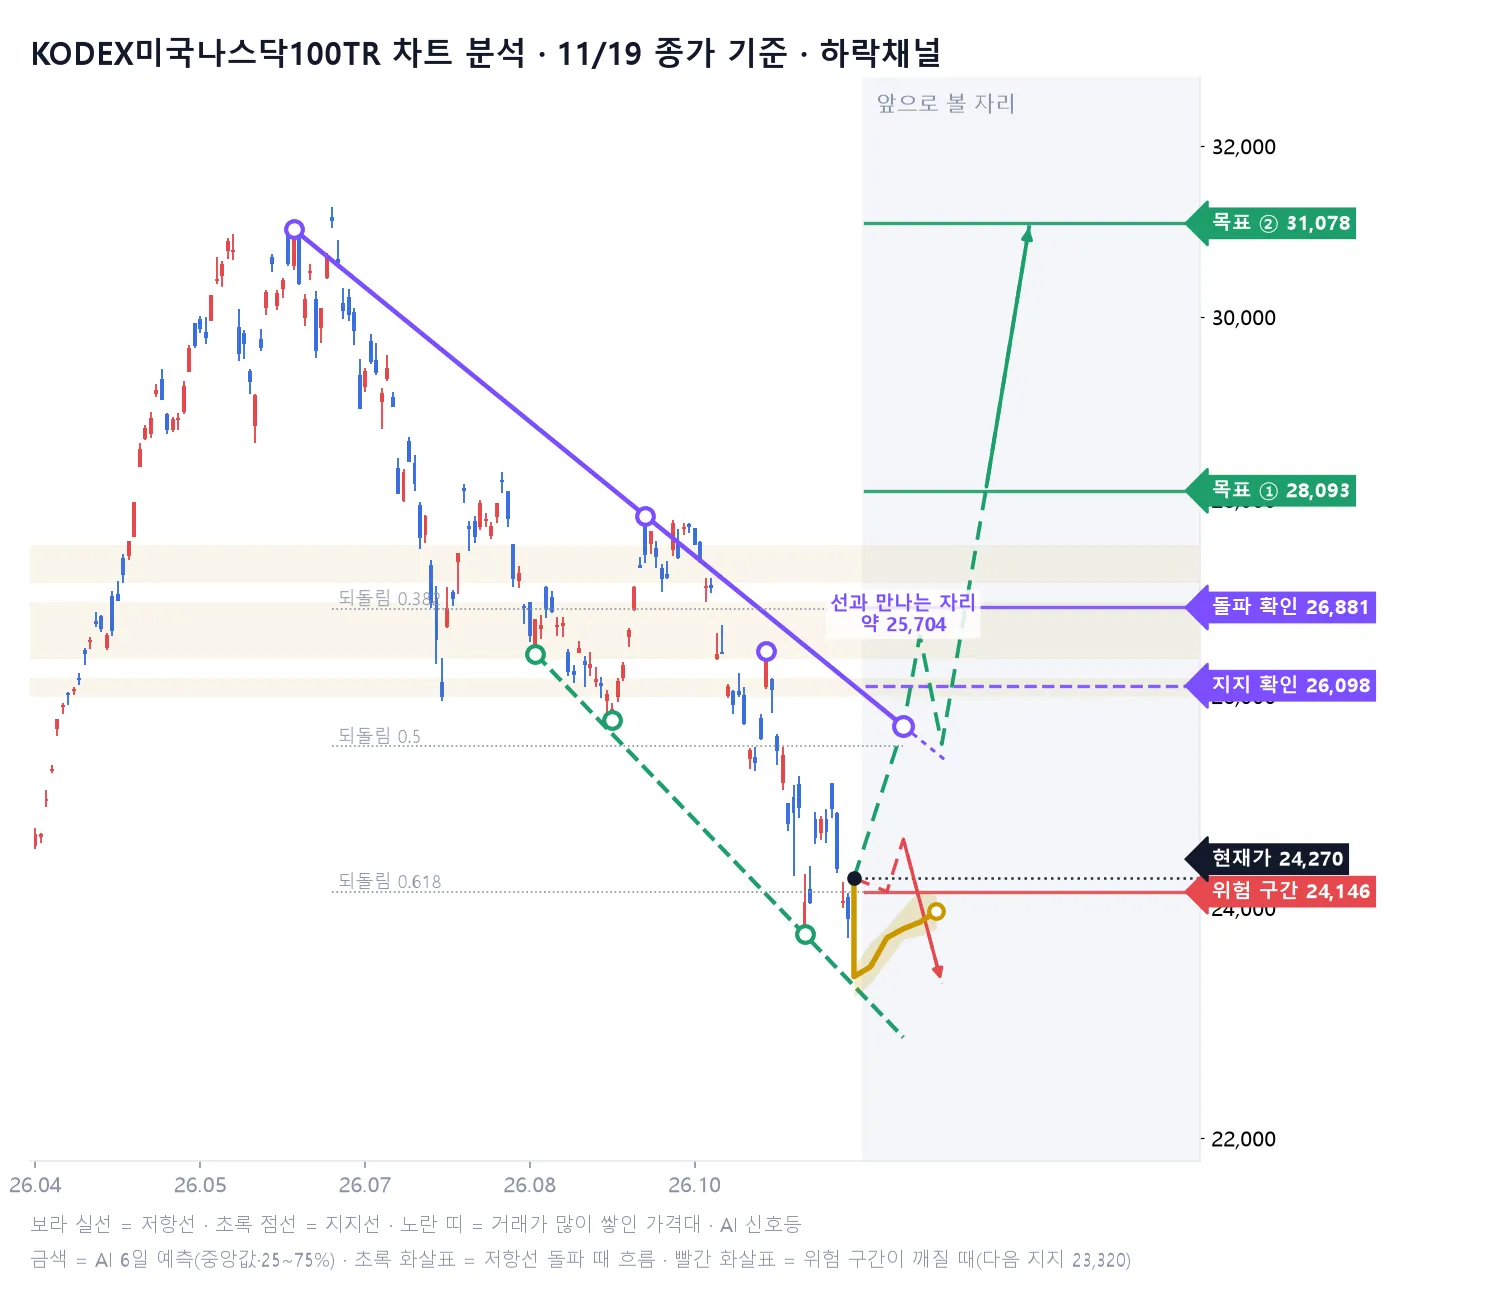 KODEX미국나스닥100TR 차트 분석 · 11/19 종가 기준 · 하락채널
앞으로 볼 자리
32,000
목표 ② 31,078
30,000
목표 ① 28,093
되돌림 0.382
선과 만나는 자리
약 25,704
돌파 확인 26,881
지지 확인 26,098
되돌림 0.5
현재가 24,270
되돌림 0.618
위험 구간 24,146
24,000
22,000
26.04 26.05 26.07 26.08 26.10
보라 실선 = 저항선 · 초록 점선 = 지지선 · 노란 띠 = 거래가 많이 쌓인 가격대 · AI 신호등
금색 = AI 6일 예측(중앙값·25~75%) · 초록 화살표 = 저항선 돌파 때 흐름 · 빨간 화살표 = 위험 구간이 깨질 때(다음 지지 23,320)